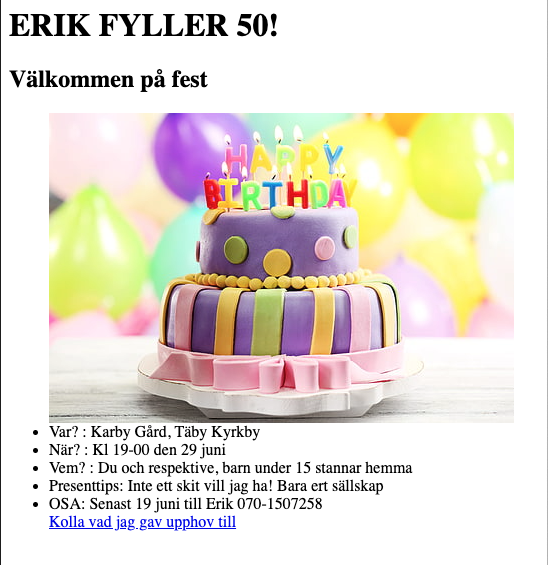 ERIK FYLLER 50!
Välkommen på fest
HAPPY
BIRTHDAY
Var? : Karby Gård, Täby Kyrkby
När? : Kl 19-00 den 29 juni
Vem? : Du och respektive, barn under 15 stannar hemma
Presenttips: Inte ett skit vill jag ha! Bara ert sällskap
OSA: Senast 19 juni till Erik 070-1507258
Kolla vad jag gav upphov till